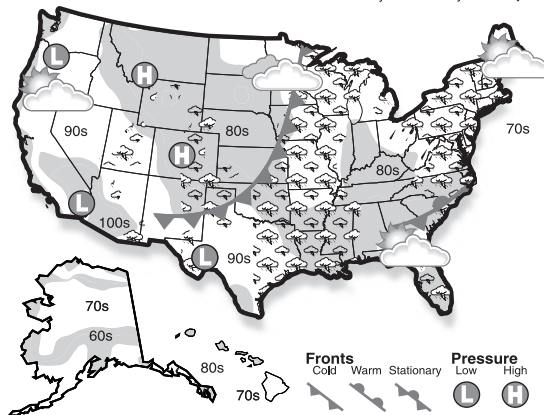 L
H
90s
80s
70s
H
80s
L
100s
L
90s
70s
60s
80s
70s
Fronts
Cold Warm Stationary
Pressure
Low High
L H